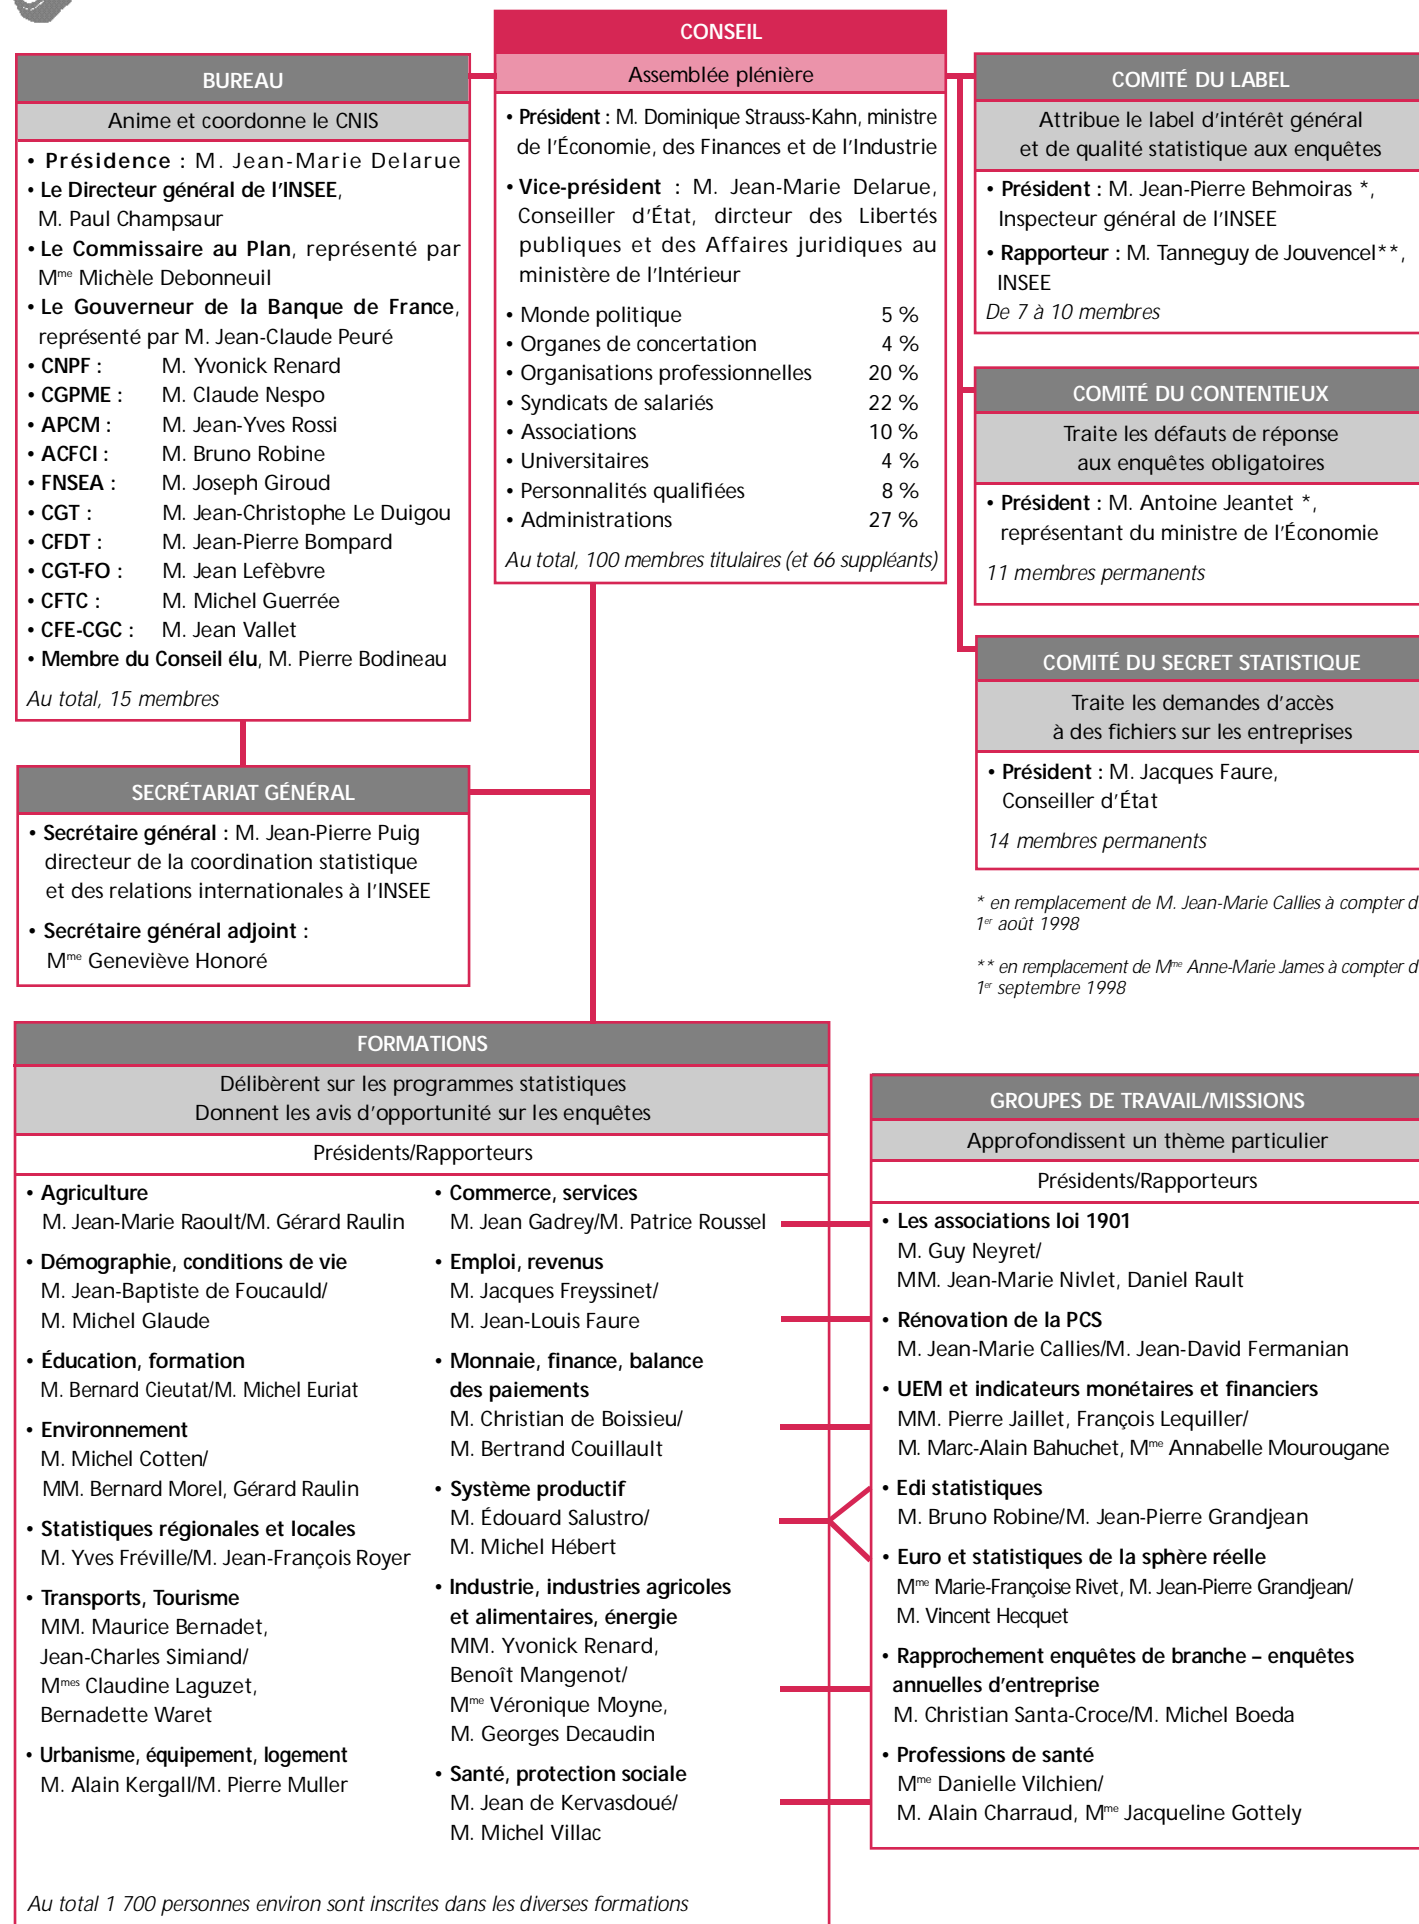 CONSEIL
Assemblée plénière
• Président : M. Dominique Strauss-Kahn, ministre
de l'Économie, des Finances et de l'Industrie
• Vice-président : M. Jean-Marie Delarue,
Conseiller d'État, dircteur des Libertés
publiques et des Affaires juridiques au
ministère de l'Intérieur
• Monde politique 5 %
• Organes de concertation 4 %
• Organisations professionnelles 20 %
• Syndicats de salariés 22 %
• Associations 10 %
• Universitaires 4 %
• Personnalités qualifiées 8 %
• Administrations 27 %
Au total, 100 membres titulaires (et 66 suppléants)
BUREAU
Anime et coordonne le CNIS
• Présidence : M. Jean-Marie Delarue
• Le Directeur général de l'INSEE,
M. Paul Champsaur
• Le Commissaire au Plan, représenté par
Mme Michèle Debonneuil
• Le Gouverneur de la Banque de France,
représenté par M. Jean-Claude Peuré
• CNPF : M. Yvonick Renard
• CGPME : M. Claude Nespo
• APCM : M. Jean-Yves Rossi
• ACFCI : M. Bruno Robine
• FNSEA : M. Joseph Giroud
• CGT : M. Jean-Christophe Le Duigou
• CFDT : M. Jean-Pierre Bompard
• CGT-FO : M. Jean Lefèbvre
• CFTC : M. Michel Guerrée
• CFE-CGC : M. Jean Vallet
• Membre du Conseil élu, M. Pierre Bodineau
Au total, 15 membres
COMITÉ DU LABEL
Attribue le label d'intérêt général
et de qualité statistique aux enquêtes
• Président : M. Jean-Pierre Behmoiras *,
Inspecteur général de l'INSEE
• Rapporteur : M. Tanneguy de Jouvencel**,
INSEE
De 7 à 10 membres
COMITÉ DU CONTENTIEUX
Traite les défauts de réponse
aux enquêtes obligatoires
• Président : M. Antoine Jeantet *,
représentant du ministre de l'Économie
11 membres permanents
COMITÉ DU SECRET STATISTIQUE
Traite les demandes d'accès
à des fichiers sur les entreprises
• Président : M. Jacques Faure,
Conseiller d'État
14 membres permanents
* en remplacement de M. Jean-Marie Callies à compter d
1er août 1998
** en remplacement de Mme Anne-Marie James à compter d
1er septembre 1998
SECRÉTARIAT GÉNÉRAL
• Secrétaire général : M. Jean-Pierre Puig
directeur de la coordination statistique
et des relations internationales à l'INSEE
• Secrétaire général adjoint :
Mme Geneviève Honoré
FORMATIONS
Délibèrent sur les programmes statistiques
Donnent les avis d'opportunité sur les enquêtes
Présidents/Rapporteurs
• Agriculture
M. Jean-Marie Raoult/M. Gérard Raulin
• Démographie, conditions de vie
M. Jean-Baptiste de Foucauld/
M. Michel Glaude
• Éducation, formation
M. Bernard Cieutat/M. Michel Euriat
• Environnement
M. Michel Cotten/
MM. Bernard Morel, Gérard Raulin
• Statistiques régionales et locales
M. Yves Fréville/M. Jean-François Royer
• Transports, Tourisme
MM. Maurice Bernadet,
Jean-Charles Simiand/
Mmes Claudine Laguzet,
Bernadette Waret
• Urbanisme, équipement, logement
M. Alain Kergall/M. Pierre Muller
• Commerce, services
M. Jean Gadrey/M. Patrice Roussel
• Emploi, revenus
M. Jacques Freyssinet/
M. Jean-Louis Faure
• Monnaie, finance, balance
des paiements
M. Christian de Boissieu/
M. Bertrand Couillault
• Système productif
M. Édouard Salustro/
M. Michel Hébert
• Industrie, industries agricoles
et alimentaires, énergie
MM. Yvonick Renard,
Benoît Mangenot/
Mme Véronique Moyne,
M. Georges Decaudin
• Santé, protection sociale
M. Jean de Kervasdoué/
M. Michel Villac
Au total 1 700 personnes environ sont inscrites dans les diverses formations
GROUPES DE TRAVAIL/MISSIONS
Approfondissent un thème particulier
Présidents/Rapporteurs
• Les associations loi 1901
M. Guy Neyret/
MM. Jean-Marie Nivlet, Daniel Rault
• Rénovation de la PCS
M. Jean-Marie Callies/M. Jean-David Fermanian
• UEM et indicateurs monétaires et financiers
MM. Pierre Jaillet, François Lequiller/
M. Marc-Alain Bahuchet, Mme Annabelle Mourougane
• Edi statistiques
M. Bruno Robine/M. Jean-Pierre Grandjean
• Euro et statistiques de la sphère réelle
Mme Marie-Françoise Rivet, M. Jean-Pierre Grandjean/
M. Vincent Hecquet
• Rapprochement enquêtes de branche – enquêtes
annuelles d'entreprise
M. Christian Santa-Croce/M. Michel Boeda
• Professions de santé
Mme Danielle Vilchien/
M. Alain Charraud, Mme Jacqueline Gottely